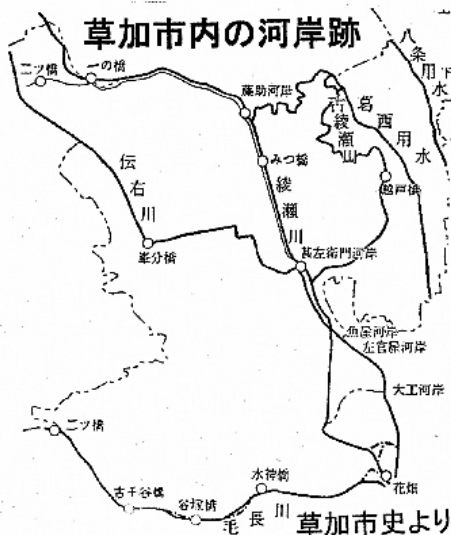 草加市内の河岸跡
八条用水
二ツ橋
一の橋
藤助河岸
古綾瀬川
葛西用水
みつ橋
綾瀬川
越戸橋
伝右川
峯分橋
甚左衛門河岸
魚屋河岸
左官屋河岸
大工河岸
二ツ橋
古千谷橋
谷塚橋
水神橋
花畑
毛長川
草加市史より